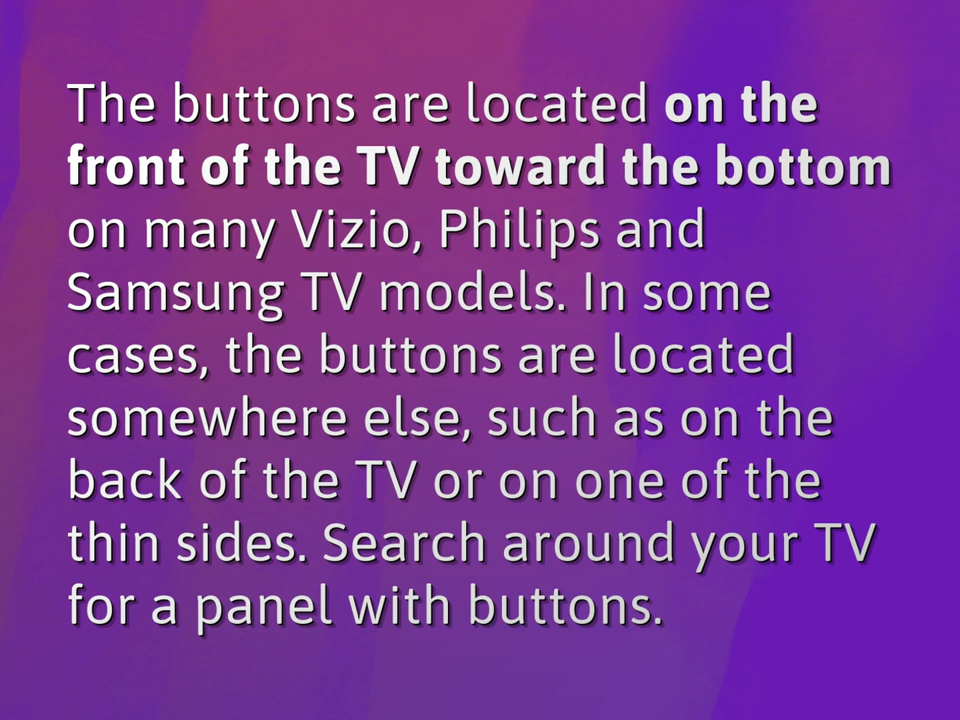 The buttons are located on the
front of the TV toward the bottom
on many Vizio, Philips and
Samsung TV models. In some
cases, the buttons are located
somewhere else, such as on the
back of the TV or on one of the
thin sides. Search around your TV
for a panel with buttons.